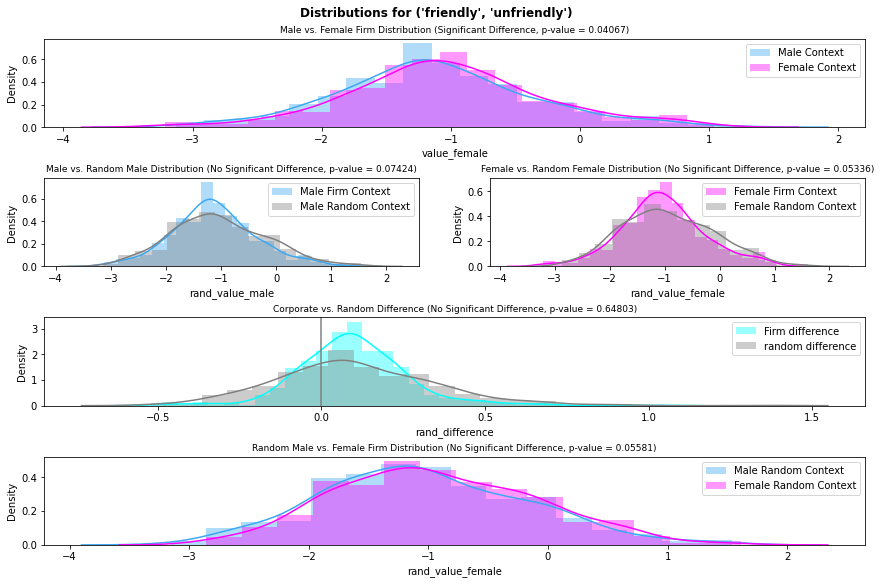 Distributions for ('friendly', 'unfriendly')
Male vs. Female Firm Distribution (Significant Difference, p-value = 0.04067)
Density
0.6
0.4
0.2
0.0
Male Context
Female Context
−4 −3 −2 −1 0 1 2
value_female
Male vs. Random Male Distribution (No Significant Difference, p-value = 0.07424)
Density
0.6
0.4
0.2
0.0
Male Firm Context
Male Random Context
−4 −3 −2 −1 0 1 2
rand_value_male
Female vs. Random Female Distribution (No Significant Difference, p-value = 0.05336)
Density
0.6
0.4
0.2
0.0
Female Firm Context
Female Random Context
−4 −3 −2 −1 0 1 2
rand_value_female
Corporate vs. Random Difference (No Significant Difference, p-value = 0.64803)
Density
3
2
1
0
Firm difference
random difference
−0.5 0.0 0.5 1.0 1.5
rand_difference
Random Male vs. Female Firm Distribution (No Significant Difference, p-value = 0.05581)
Density
0.4
0.2
0.0
Male Random Context
Female Random Context
−4 −3 −2 −1 0 1 2
rand_value_female